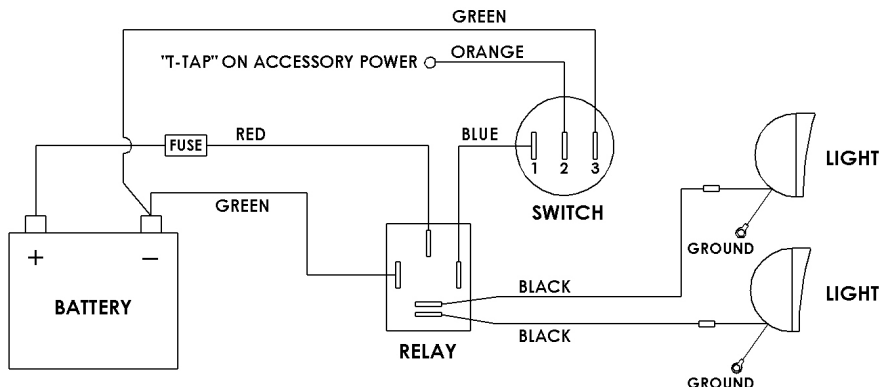 GREEN
"T-TAP" ON ACCESSORY POWER
ORANGE
FUSE
RED
BLUE
1 2 3
SWITCH
LIGHT
GREEN
GROUND
+ −
BATTERY
BLACK
LIGHT
BLACK
RELAY
GROUND